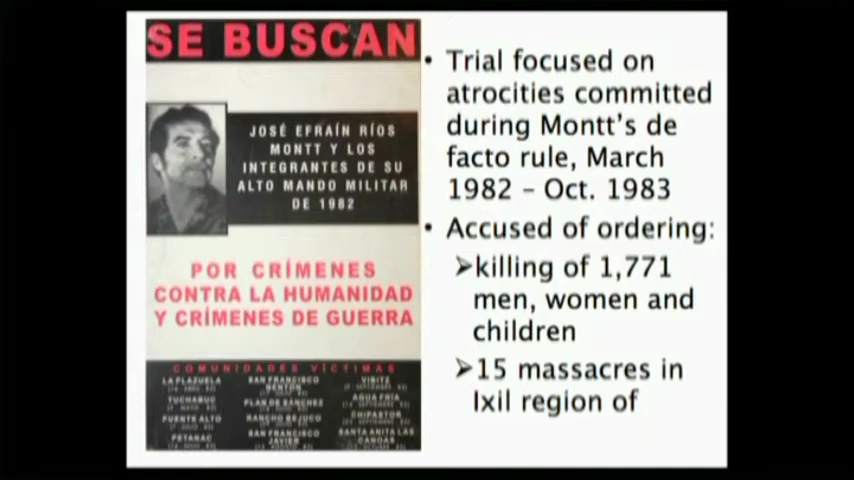 SE BUSCAN
JOSÉ EFRAÍN RÍOS
MONTT Y LOS
INTEGRANTES DE SU
ALTO MANDO MILITAR
DE 1982
POR CRÍMENES
CONTRA LA HUMANIDAD
Y CRÍMENES DE GUERRA
COMUNIDADES VÍCTIMAS
LA PLAZUELA
TUCHABUC
PUENTE ALTO
PETANAC
SAN FRANCISCO
NENTÓN
PLAN DE SÁNCHEZ
RANCHO BEJUCO
SAN FRANCISCO
JAVIER
AGUA FRÍA
CHIPASTOR
SANTA ANITA LAS
CANOAS
• Trial focused on
atrocities committed
during Montt's de
facto rule, March
1982 – Oct. 1983
• Accused of ordering:
➢killing of 1,771
men, women and
children
➢15 massacres in
Ixil region of